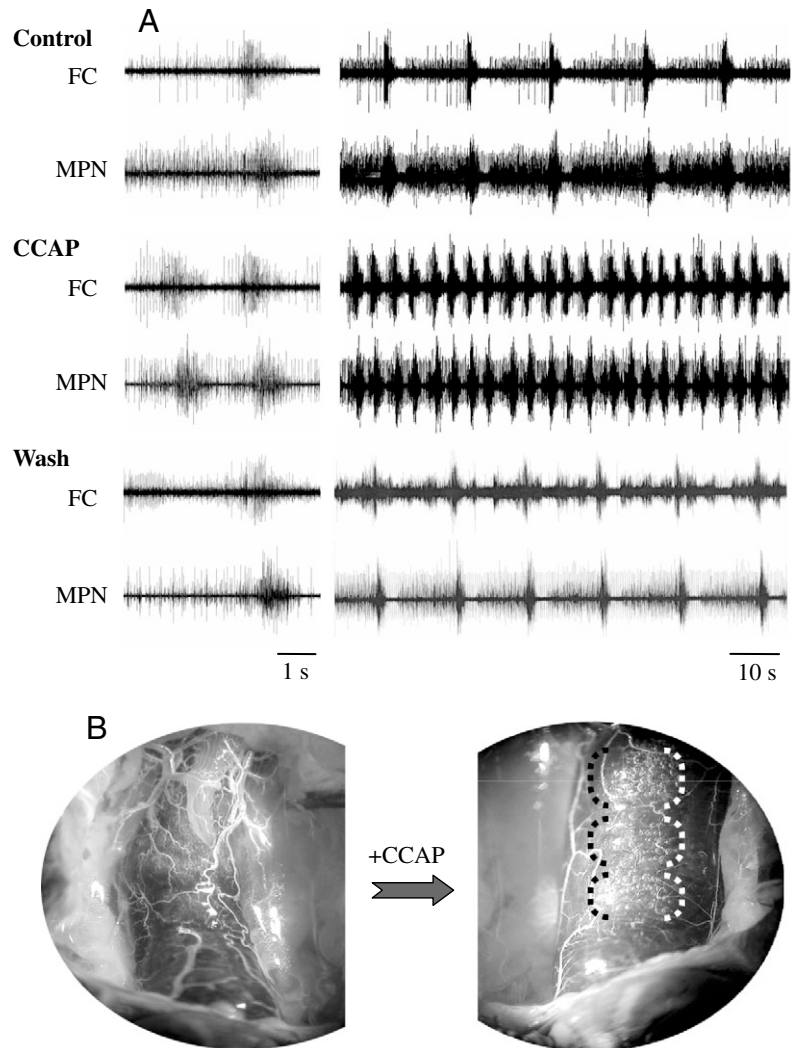 A
Control
FC
MPN
CCAP
FC
MPN
Wash
FC
MPN
1 s
10 s
B
+CCAP